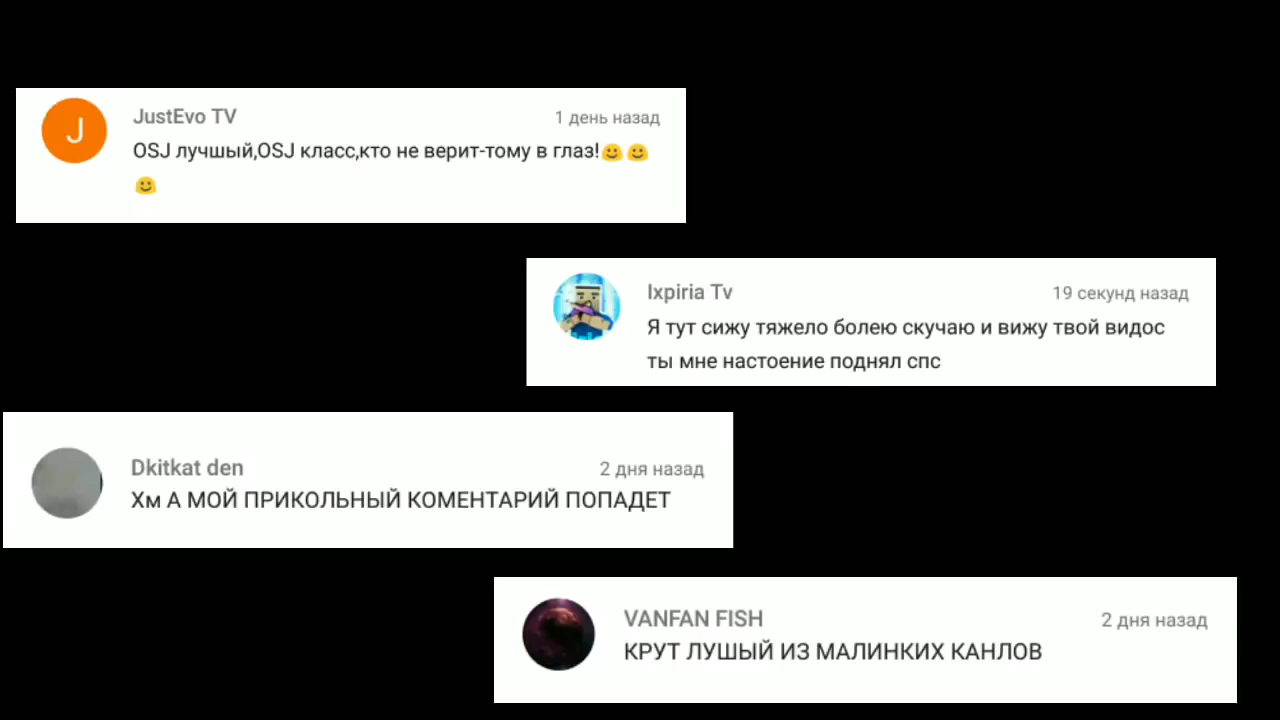 J
JustEvo TV
1 день назад
OSJ лучшый,OSJ класс,кто не верит-тому в глаз!🙂🙂
🙂
Ixpiria Tv
19 секунд назад
Я тут сижу тяжело болею скучаю и вижу твой видос
ты мне настоение поднял спс
Dkitkat den
2 дня назад
Хм А МОЙ ПРИКОЛЬНЫЙ КОМЕНТАРИЙ ПОПАДЕТ
VANFAN FISH
2 дня назад
КРУТ ЛУШЫЙ ИЗ МАЛИНКИХ КАНЛОВ